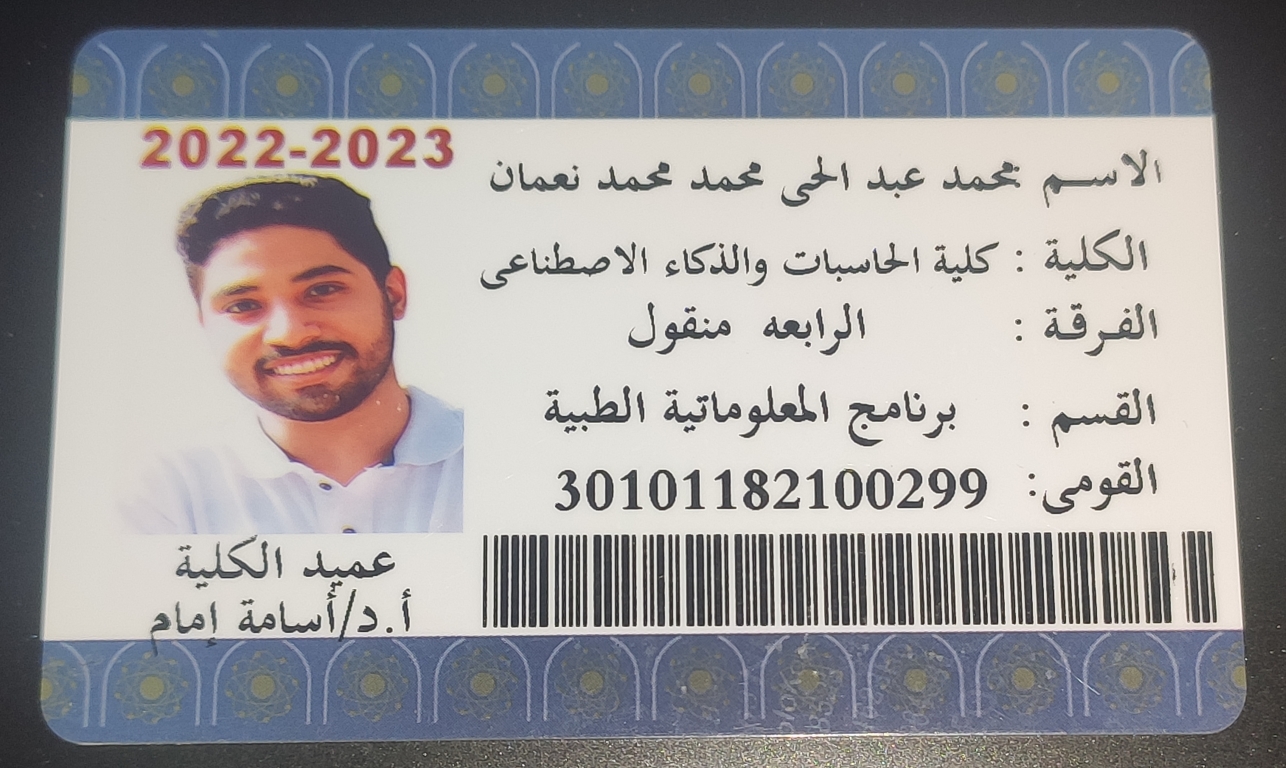 2022-2023
الاسم محمد عبد الحى محمد محمد نعمان
الكلية : كلية الحاسبات والذكاء الاصطناعى
الفرقة : الرابعه منقول
القسم : برنامج المعلوماتية الطبية
القومى: 30101182100299
عميد الكلية
أ.د/أسامة إمام